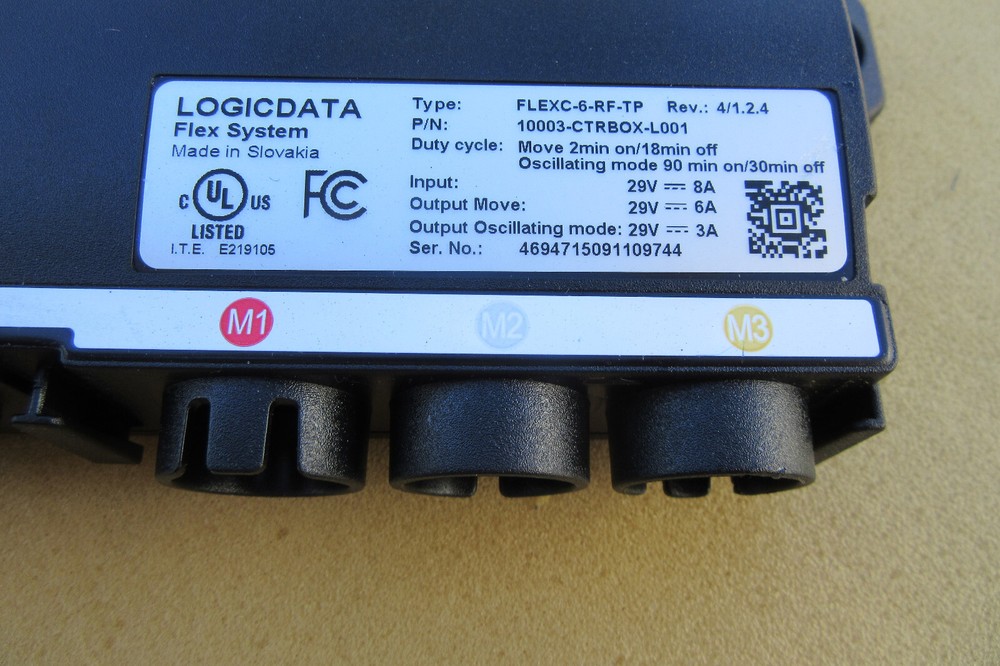 LOGICDATA
Flex System
Made in Slovakia
C UL US
LISTED
I.T.E. E219105
FCC
Type: FLEXC-6-RF-TP Rev.: 4/1.2.4
P/N: 10003-CTRBOX-L001
Duty cycle: Move 2min on/18min off
Oscillating mode 90 min on/30min off
Input: 29V ⎓ 8A
Output Move: 29V ⎓ 6A
Output Oscillating mode: 29V ⎓ 3A
Ser. No.: 4694715091109744
M1 M2 M3